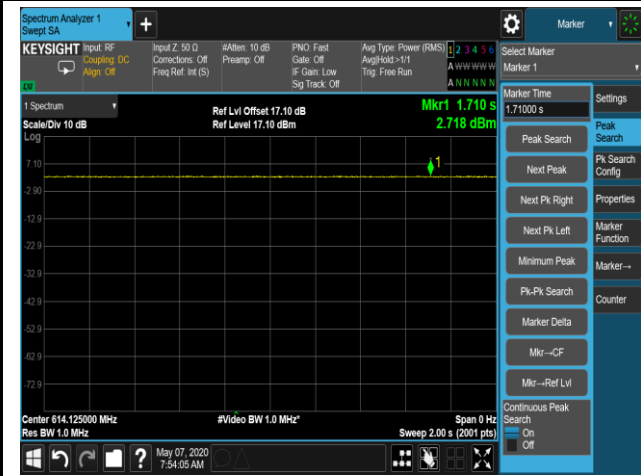 Spectrum Analyzer 1
Swept SA
Marker
KEYSIGHT
Input: RF
Coupling: DC
Align: Off
Input Z: 50 Ω
Corrections: Off
Freq Ref: Int (S)
#Atten: 10 dB
Preamp: Off
PNO: Fast
Gate: Off
IF Gain: Low
Sig Track: Off
Avg Type: Power (RMS)
Avg|Hold:>1/1
Trig: Free Run
1 2 3 4 5 6
A W W W W W
A N N N N N
Select Marker
Marker 1
1 Spectrum
Scale/Div 10 dB
Log
Ref Lvl Offset 17.10 dB
Ref Level 17.10 dBm
Mkr1 1.710 s
2.718 dBm
1
7.10
-2.90
-12.9
-22.9
-32.9
-42.9
-52.9
-62.9
-72.9
Center 614.125000 MHz
Res BW 1.0 MHz
#Video BW 1.0 MHz*
Span 0 Hz
Sweep 2.00 s (2001 pts)
Marker Time
1.71000 s
Peak Search
Next Peak
Next Pk Right
Next Pk Left
Minimum Peak
Pk-Pk Search
Marker Delta
Mkr→CF
Mkr→Ref Lvl
Continuous Peak
Search
On
Off
Settings
Peak
Search
Pk Search
Config
Properties
Marker
Function
Marker→
Counter
May 07, 2020
7:54:05 AM